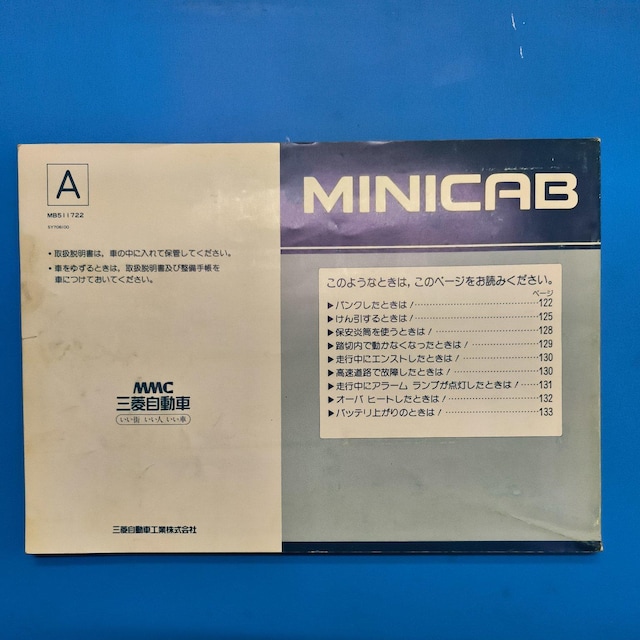 A
MB511722
・取扱説明書は、車の中に入れて保管してください。
・車をゆずるときは、取扱説明書及び整備手帳を
車につけておいてください。
MMC
三菱自動車
いい街 いい人 いい車
三菱自動車工業株式会社
MINICAB
このようなときは、このページをお読みください。
ページ
▶パンクしたときは!・・・・・・・・・・・・・・・・122
▶けん引するときは!・・・・・・・・・・・・・・・・125
▶保安炎筒を使うときは!・・・・・・・・・・・・・・128
▶踏切内で動かなくなったときは!・・・・・・・・・・129
▶走行中にエンストしたときは!・・・・・・・・・・・130
▶高速道路で故障したときは!・・・・・・・・・・・・130
▶走行中にアラーム ランプが点灯したときは!・・・・131
▶オーバ ヒートしたときは!・・・・・・・・・・・・132
▶バッテリ上がりのときは!・・・・・・・・・・・・・133